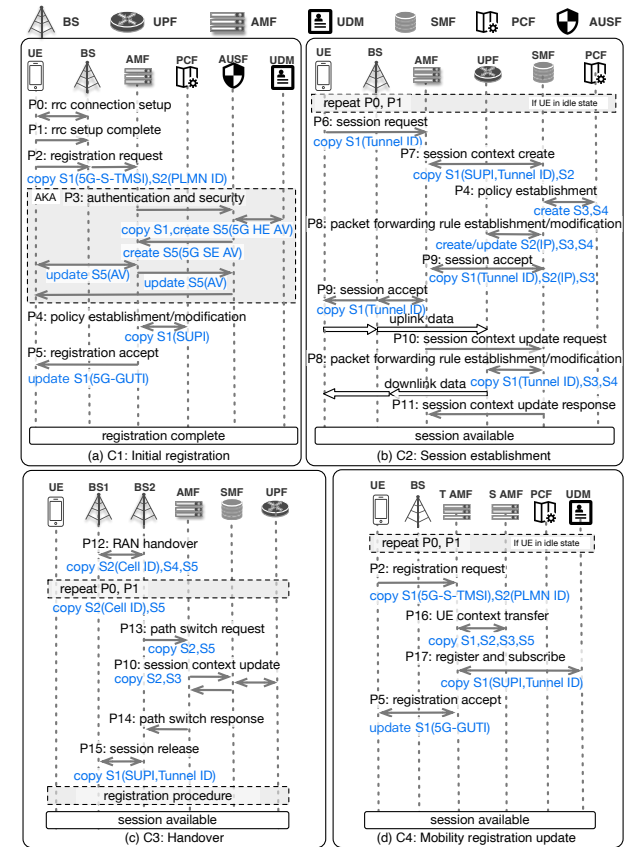 BS UPF AMF UDM SMF PCF AUSF
UE BS AMF PCF AUSF UDM
P0: rrc connection setup
P1: rrc setup complete
P2: registration request
copy S1(5G-S-TMSI),S2(PLMN ID)
AKA P3: authentication and security
copy S1,create S5(5G HE AV)
create S5(5G SE AV)
update S5(AV)
update S5(AV)
P4: policy establishment/modification
copy S1(SUPI)
P5: registration accept
update S1(5G-GUTI)
registration complete
(a) C1: Initial registration
UE BS AMF UPF SMF PCF
repeat P0, P1 If UE in idle state
P6: session request
copy S1(Tunnel ID)
P7: session context create
copy S1(SUPI,Tunnel ID),S2
P4: policy establishment
create S3,S4
P8: packet forwarding rule establishment/modification
create/update S2(IP),S3,S4
P9: session accept
copy S1(Tunnel ID),S2(IP),S3
P9: session accept
copy S1(Tunnel ID)
uplink data
P10: session context update request
P8: packet forwarding rule establishment/modification
copy S1(Tunnel ID),S3,S4
downlink data
P11: session context update response
session available
(b) C2: Session establishment
UE BS1 BS2 AMF SMF UPF
P12: RAN handover
copy S2(Cell ID),S4,S5
repeat P0, P1
copy S2(Cell ID),S5
P13: path switch request
copy S2,S5
P10: session context update
copy S2,S3
P14: path switch response
P15: session release
copy S1(SUPI,Tunnel ID)
registration procedure
session available
(c) C3: Handover
UE BS T AMF S AMF PCF UDM
repeat P0, P1 If UE in idle state
P2: registration request
copy S1(5G-S-TMSI),S2(PLMN ID)
P16: UE context transfer
copy S1,S2,S3,S5
P17: register and subscribe
copy S1(SUPI,Tunnel ID)
P5: registration accept
update S1(5G-GUTI)
session available
(d) C4: Mobility registration update